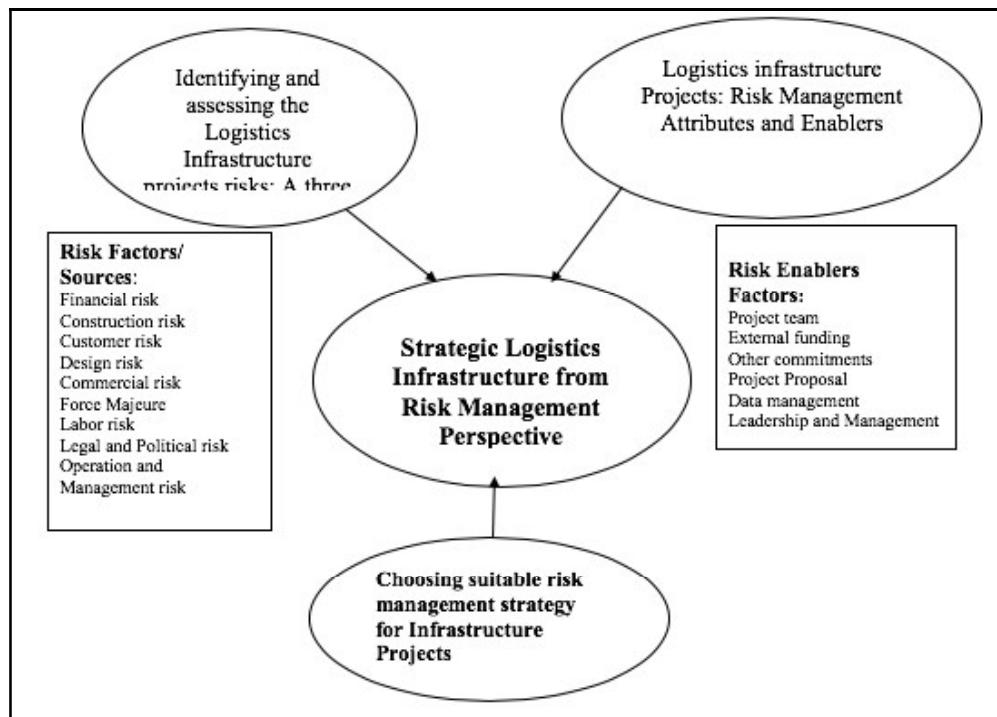 Identifying and
assessing the
Logistics
Infrastructure
projects risks: A three
Logistics infrastructure
Projects: Risk Management
Attributes and Enablers
Risk Factors/
Sources:
Financial risk
Construction risk
Customer risk
Design risk
Commercial risk
Force Majeure
Labor risk
Legal and Political risk
Operation and
Management risk
Strategic Logistics
Infrastructure from
Risk Management
Perspective
Risk Enablers
Factors:
Project team
External funding
Other commitments
Project Proposal
Data management
Leadership and Management
Choosing suitable risk
management strategy
for Infrastructure
Projects